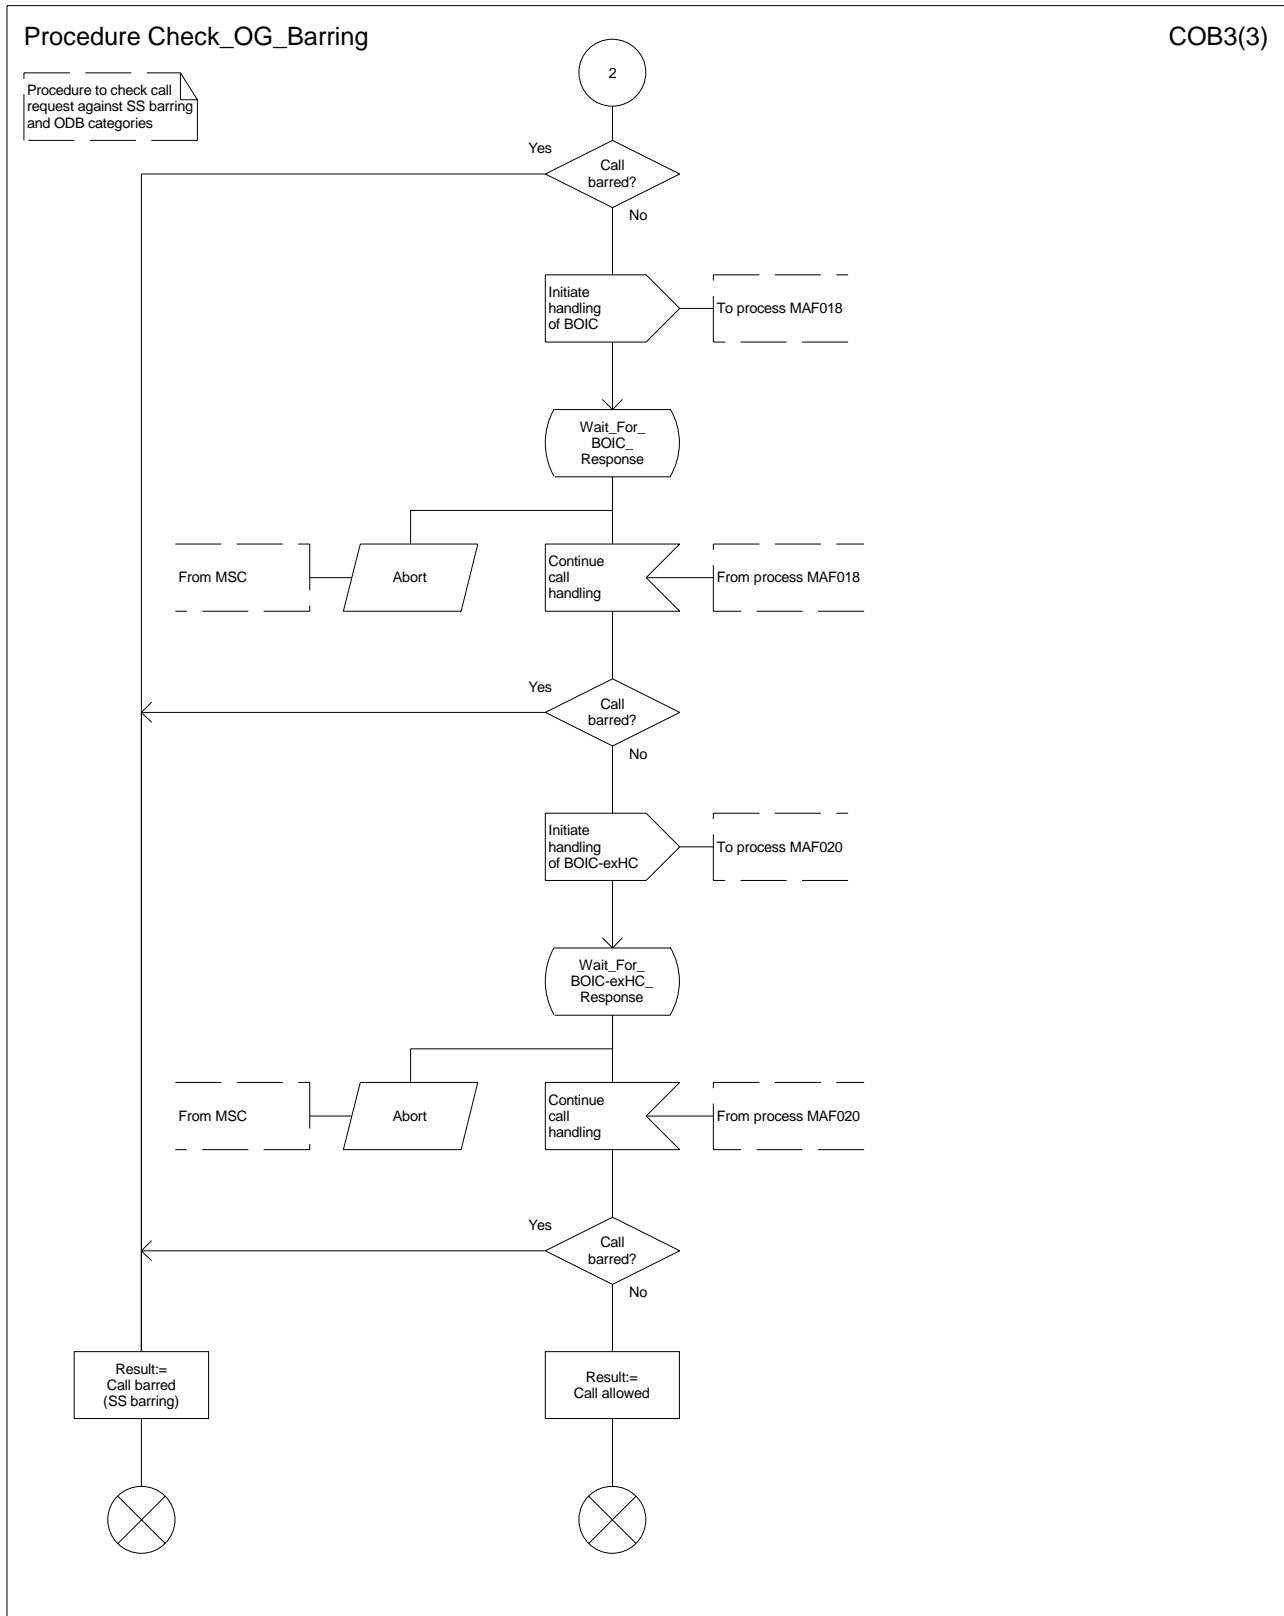 Procedure Check_OG_Barring
COB3(3)
Procedure to check call
request against SS barring
and ODB categories
2
Yes
Call
barred?
No
Initiate
handling
of BOIC
To process MAF018
Wait_For_
BOIC_
Response
From MSC
Abort
Continue
call
handling
From process MAF018
Yes
Call
barred?
No
Initiate
handling
of BOIC-exHC
To process MAF020
Wait_For_
BOIC-exHC_
Response
From MSC
Abort
Continue
call
handling
From process MAF020
Yes
Call
barred?
No
Result:=
Call barred
(SS barring)
Result:=
Call allowed